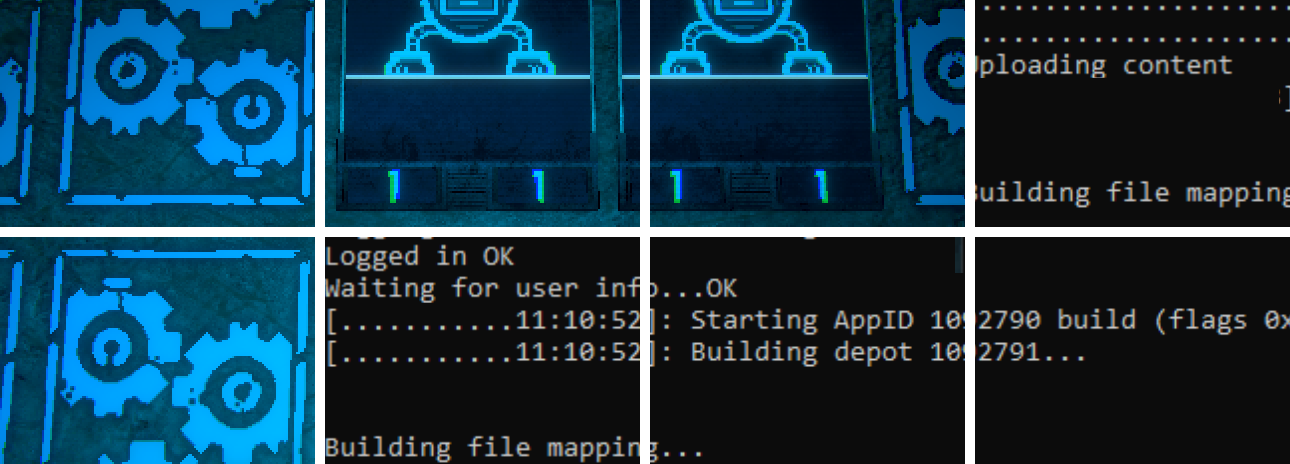 Uploading content
Building file mapping
1 1 1 1
Logged in OK
Waiting for user info...OK
[...........11:10:52]: Starting AppID 1092790 build (flags 0x
[...........11:10:52]: Building depot 1092791...
Building file mapping...